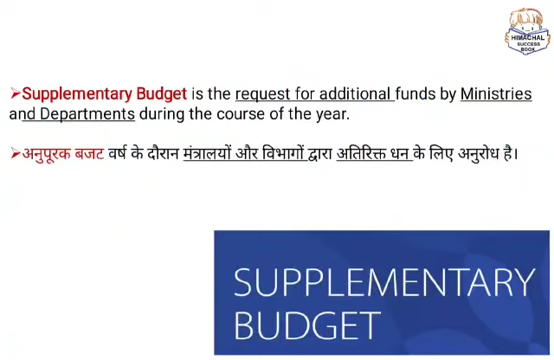 HIMACHAL
SUCCESS
BOOK
➤Supplementary Budget is the request for additional funds by Ministries
and Departments during the course of the year.
➤अनुपूरक बजट वर्ष के दौरान मंत्रालयों और विभागों द्वारा अतिरिक्त धन के लिए अनुरोध है।
SUPPLEMENTARY
BUDGET